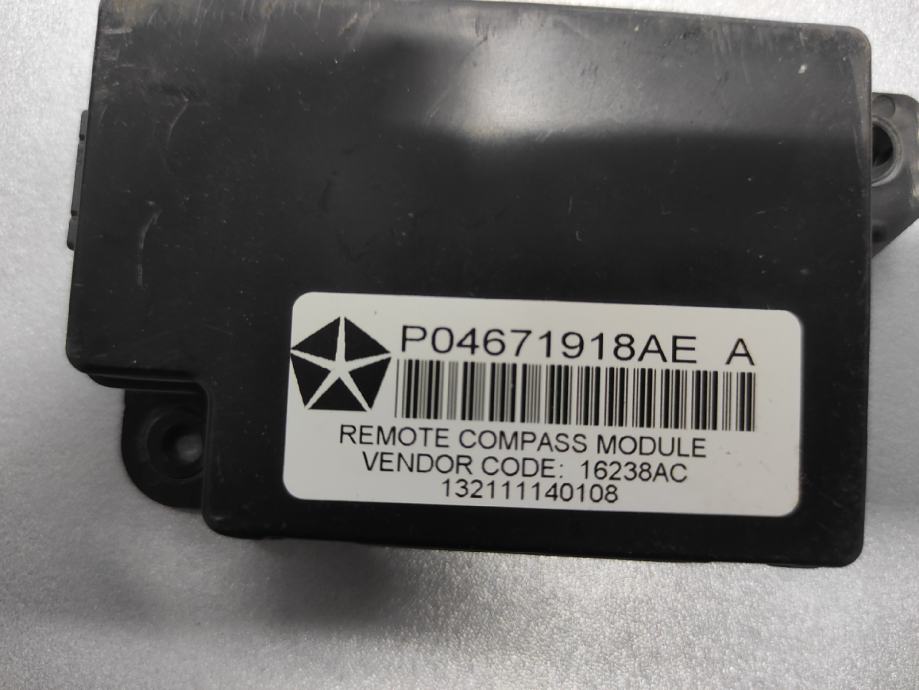 P04671918AE A
REMOTE COMPASS MODULE
VENDOR CODE: 16238AC
132111140108